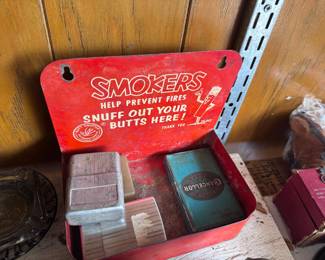 SMOKERS
HELP PREVENT FIRES
SNUFF OUT YOUR
BUTTS HERE!
THANK YOU
CHANCELLOR